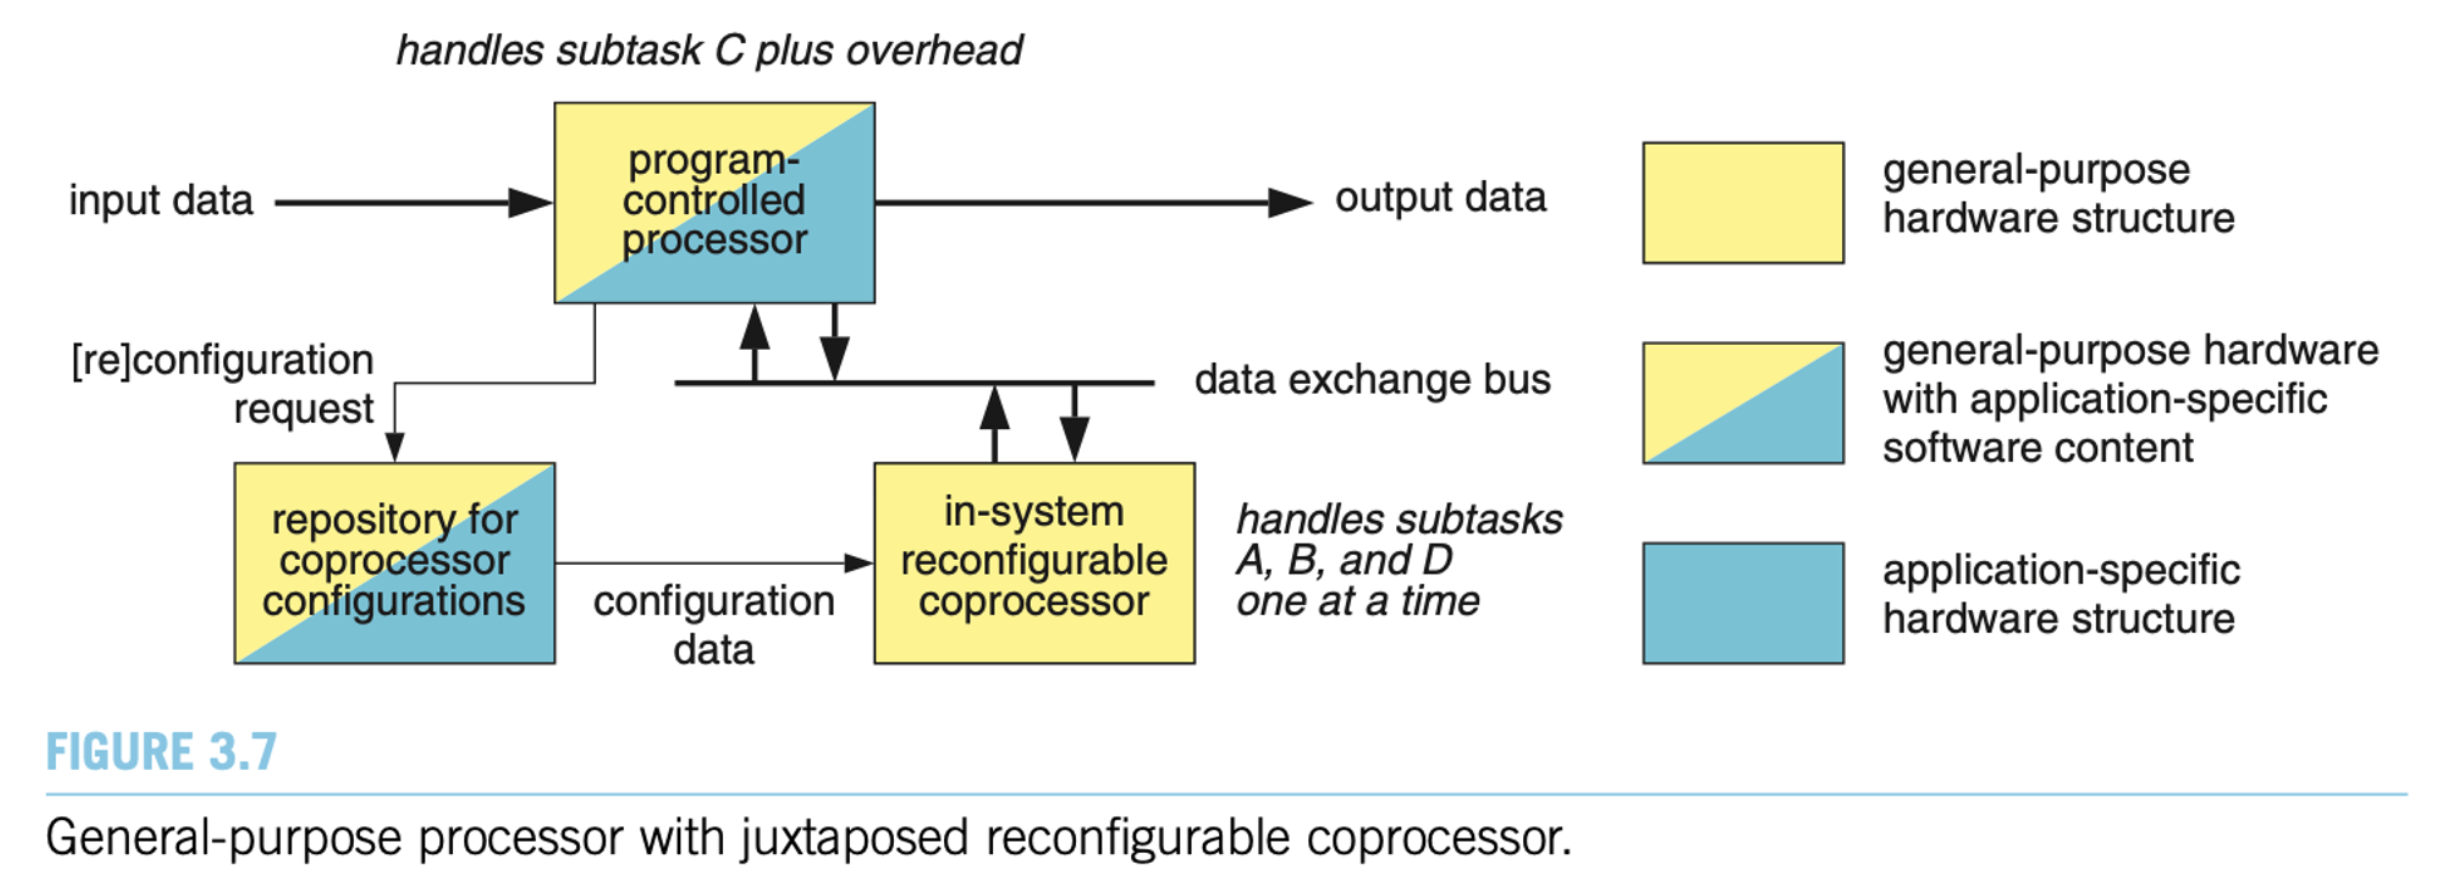 handles subtask C plus overhead
program-
controlled
processor
input data
output data
[re]configuration
request
data exchange bus
repository for
coprocessor
configurations
configuration
data
in-system
reconfigurable
coprocessor
handles subtasks
A, B, and D
one at a time
general-purpose
hardware structure
general-purpose hardware
with application-specific
software content
application-specific
hardware structure
FIGURE 3.7
General-purpose processor with juxtaposed reconfigurable coprocessor.